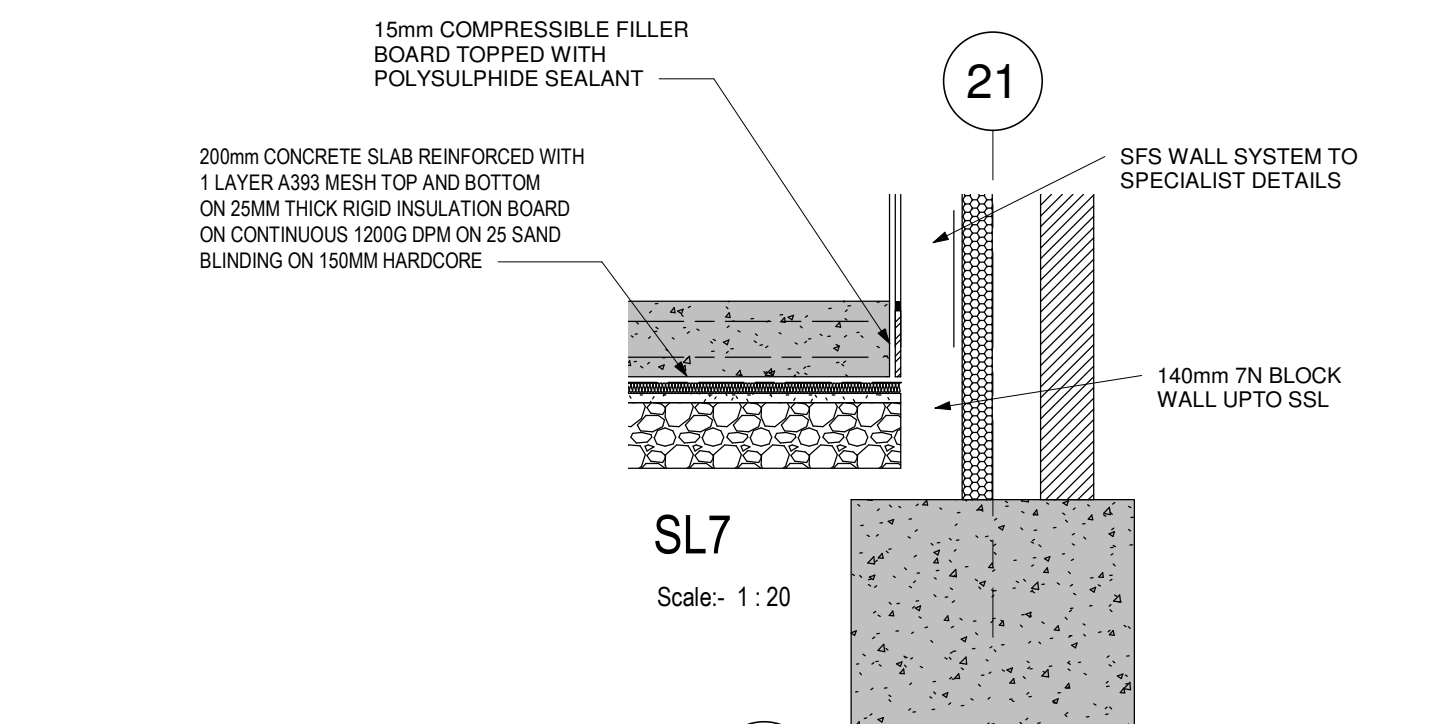 15mm COMPRESSIBLE FILLER
BOARD TOPPED WITH
POLYSULPHIDE SEALANT
21
200mm CONCRETE SLAB REINFORCED WITH
1 LAYER A393 MESH TOP AND BOTTOM
ON 25MM THICK RIGID INSULATION BOARD
ON CONTINUOUS 1200G DPM ON 25 SAND
BLINDING ON 150MM HARDCORE
SFS WALL SYSTEM TO
SPECIALIST DETAILS
140mm 7N BLOCK
WALL UPTO SSL
SL7
Scale:- 1 : 20